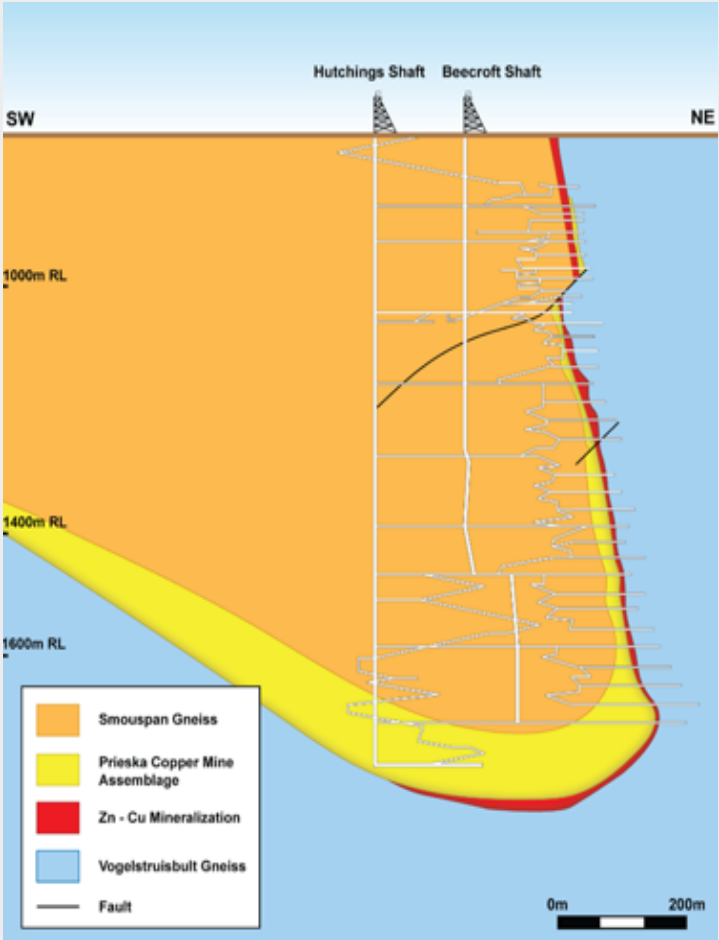 Hutchings Shaft Beecroft Shaft
SW
NE
1000m RL
1400m RL
1600m RL
Smouspan Gneiss
Prieska Copper Mine
Assemblage
Zn - Cu Mineralization
Vogelstruisbult Gneiss
Fault
0m 200m